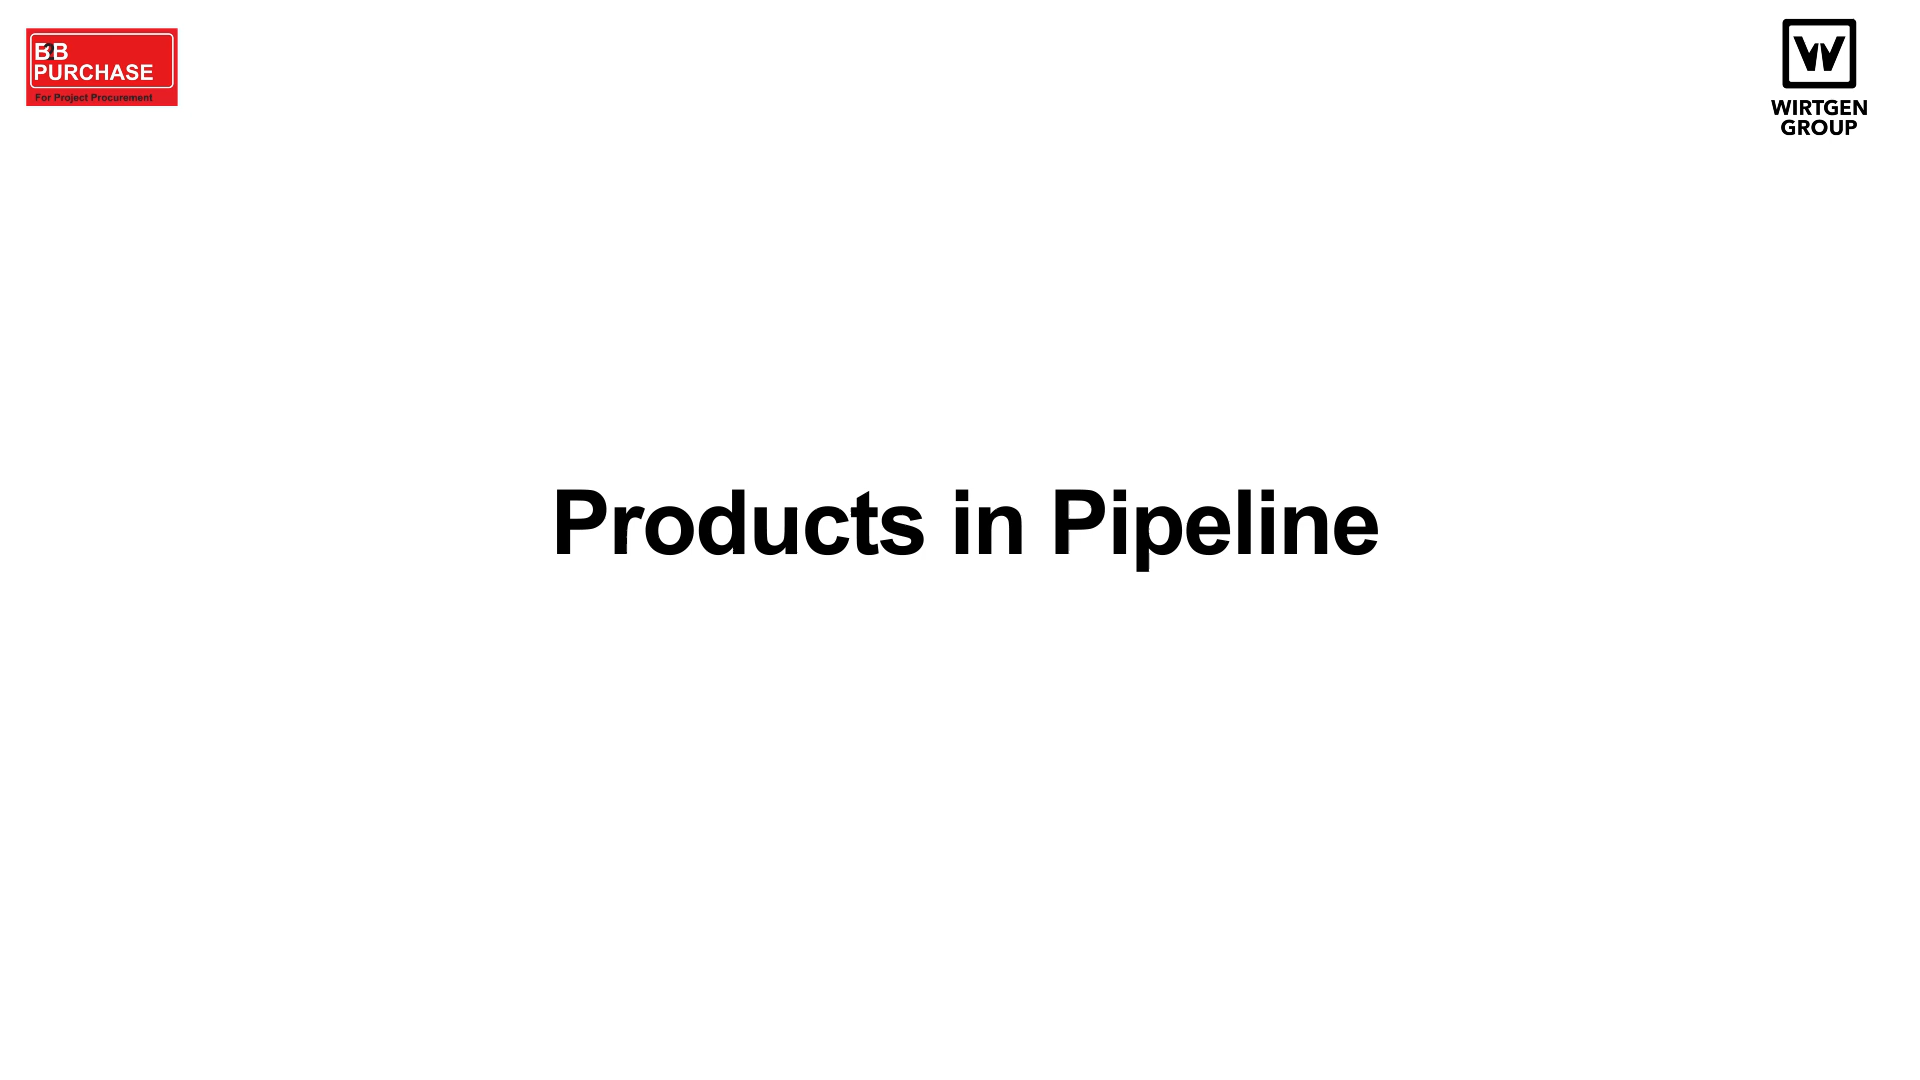 B2B
PURCHASE
For Project Procurement
WIRTGEN
GROUP
Products in Pipeline